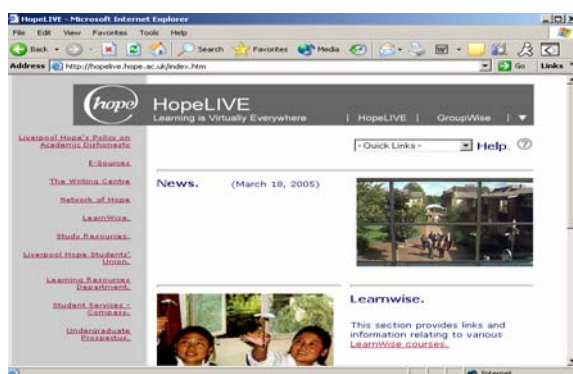 HopeLIVE - Microsoft Internet Explorer
File Edit View Favorites Tools Help
Back Search Favorites Media
Address http://hopelive.hope.ac.uk/index.htm Go Links
hope HopeLIVE
Learning is Virtually Everywhere | HopeLIVE | GroupWise |
- Quick Links - Help.
Liverpool Hope's Policy on
Academic Dishonesty
E-Sources
The Writing Centre
Network of Hope
LearnWise.
Study Resources.
Liverpool Hope Students'
Union.
Learning Resources
Department.
Student Services -
Compass.
Undergraduate
Prospectus.
News. (March 18, 2005)
Learnwise.
This section provides links and
information relating to various
LearnWise courses.
Internet